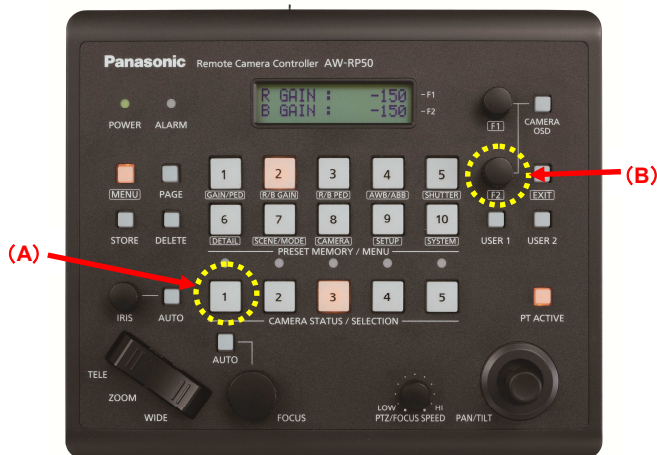 Panasonic Remote Camera Controller AW-RP50
R GAIN : -150 -F1
B GAIN : -150 -F2
POWER ALARM
F1 CAMERA OSD
MENU PAGE
1 2 3 4 5
GAIN/PED R/B GAIN R/B PED AWB/ABB SHUTTER
F2 EXIT
(B)
STORE DELETE
6 7 8 9 10
DETAIL SCENE/MODE CAMERA SETUP SYSTEM
USER 1 USER 2
PRESET MEMORY / MENU
(A)
IRIS AUTO
1 2 3 4 5
CAMERA STATUS / SELECTION
PT ACTIVE
AUTO
TELE
ZOOM
WIDE
FOCUS
LOW HI
PTZ/FOCUS SPEED
PAN/TILT